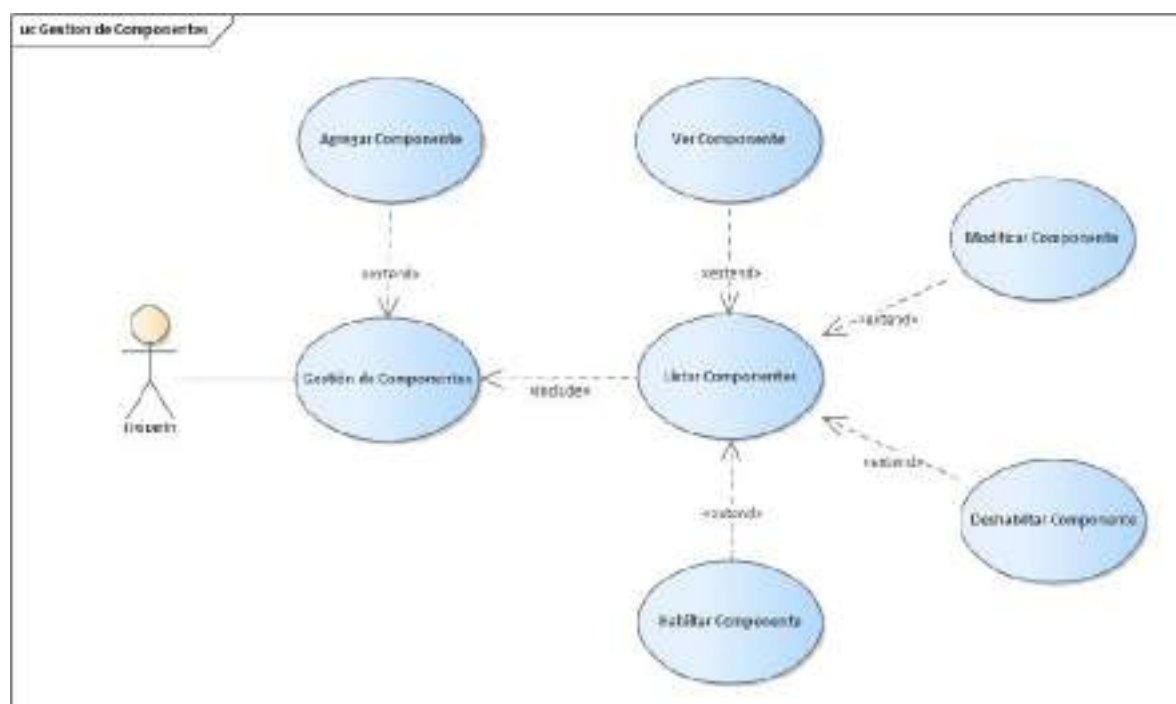 uc Gestion de Componentes
Agregar Componente
Ver Componente
Modificar Componente
«extend»
«extend»
«extend»
Usuario
Gestión de Componentes
«include»
Listar Componentes
«extend»
«extend»
Deshabilitar Componente
Habilitar Componente